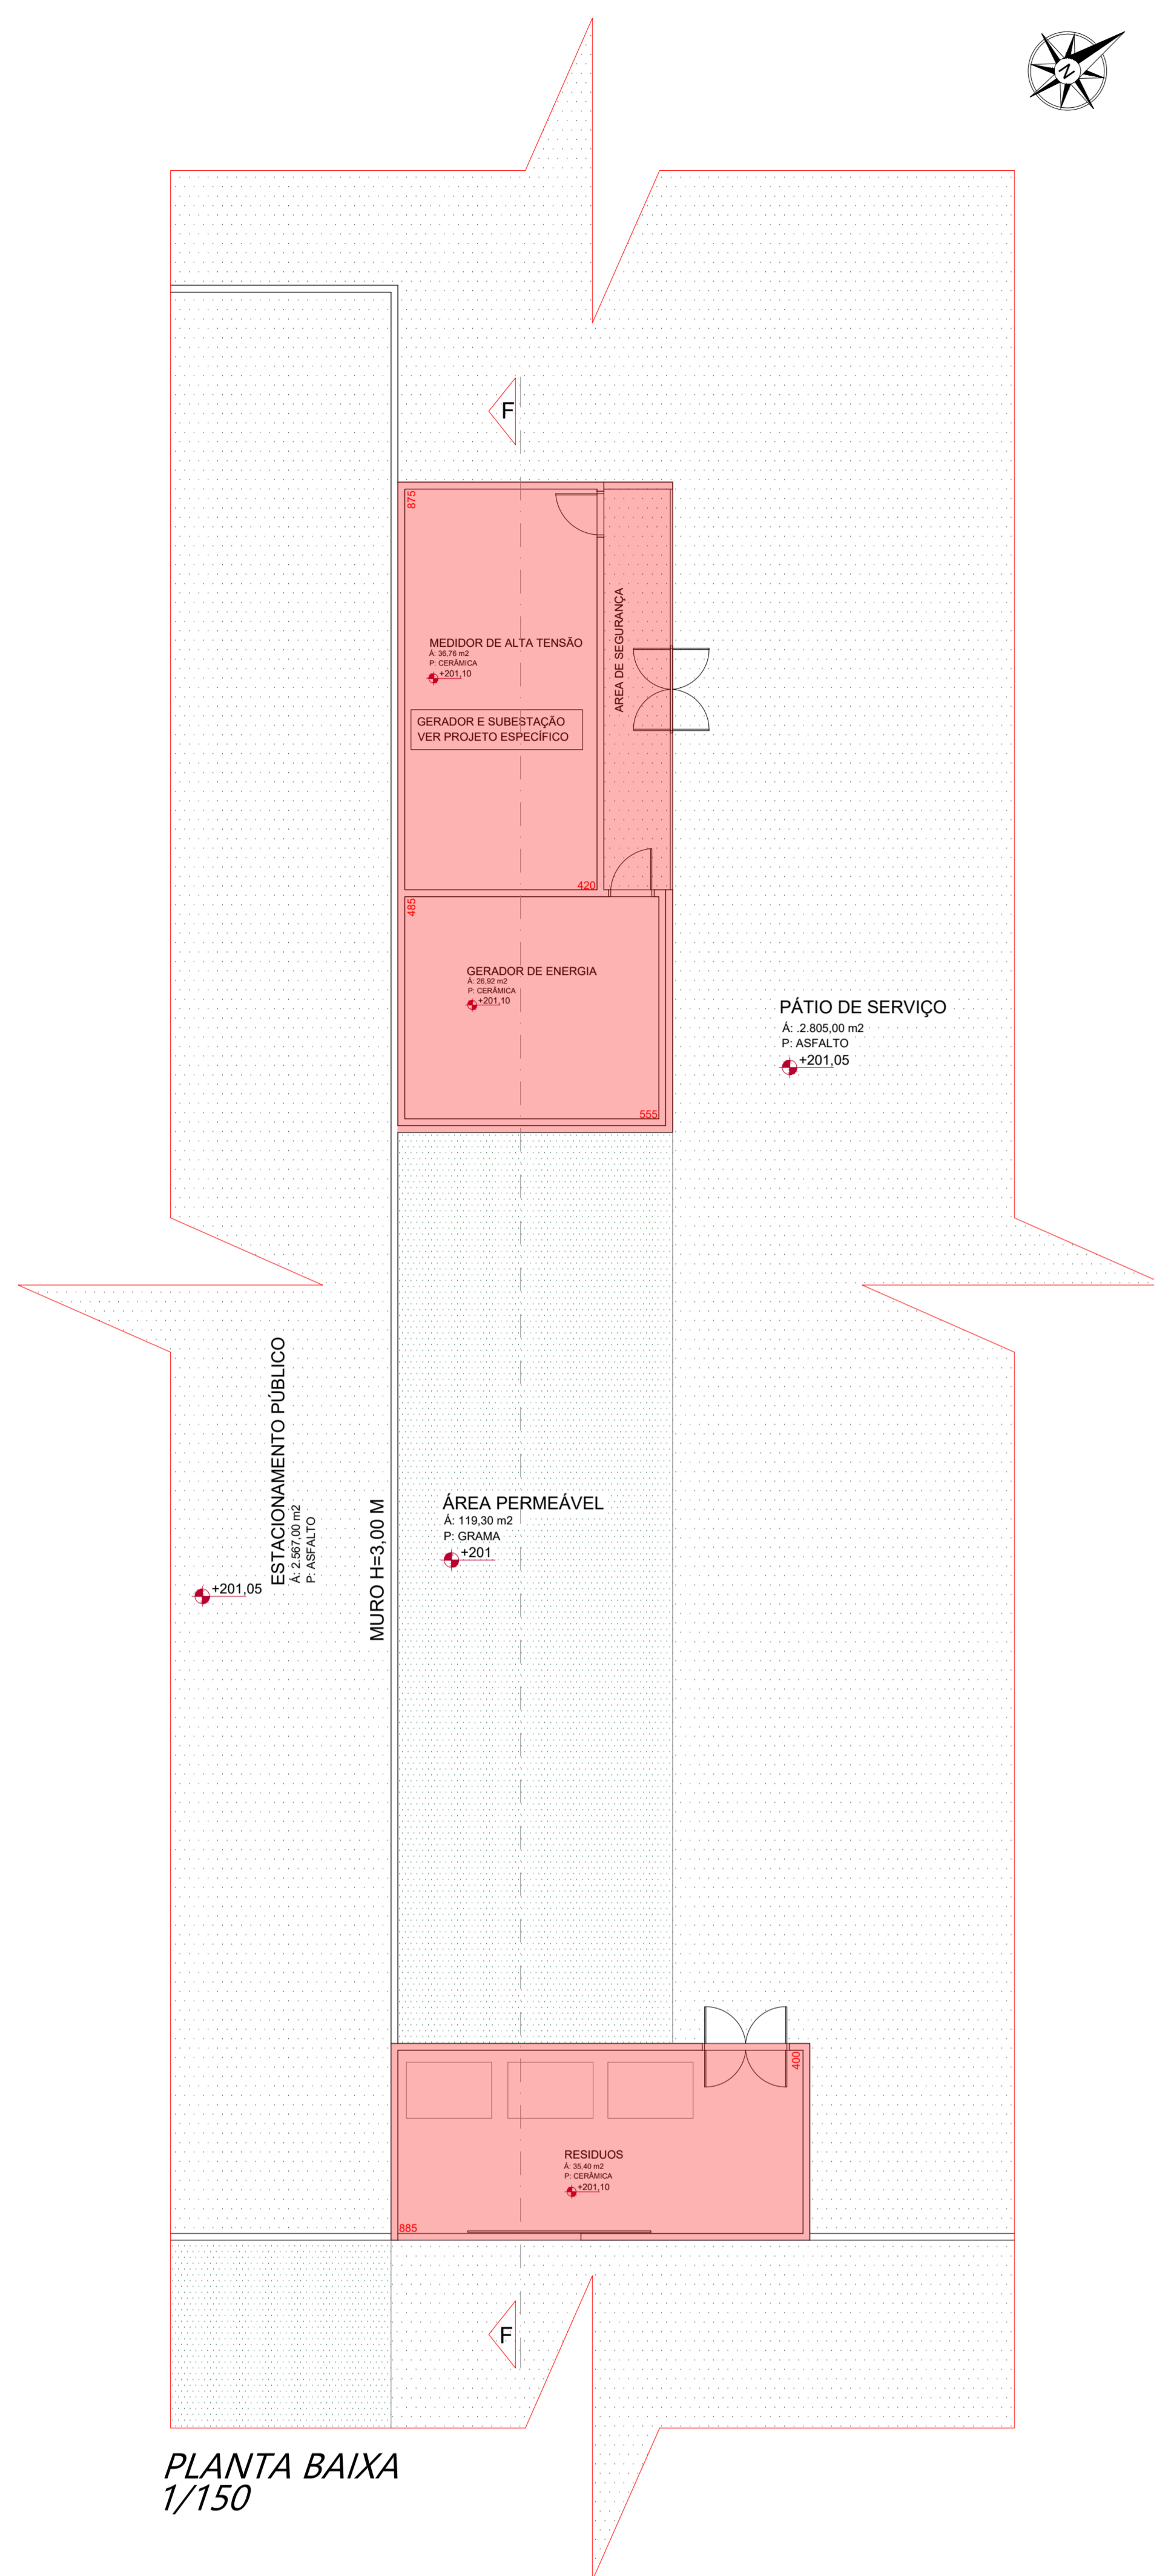 N
F
875
MEDIDOR DE ALTA TENSÃO
Á: 36,76 m2
P: CERÂMICA
+201,10
GERADOR E SUBESTAÇÃO
VER PROJETO ESPECÍFICO
AREA DE SEGURANÇA
420
485
GERADOR DE ENERGIA
Á: 26,92 m2
P: CERÂMICA
+201,10
555
PÁTIO DE SERVIÇO
Á: .2.805,00 m2
P: ASFALTO
+201,05
ESTACIONAMENTO PÚBLICO
Á: 2.567,00 m2
P: ASFALTO
+201,05
MURO H=3,00 M
ÁREA PERMEÁVEL
Á: 119,30 m2
P: GRAMA
+201
400
RESIDUOS
Á: 35,40 m2
P: CERÂMICA
+201,10
885
F
PLANTA BAIXA
1/150